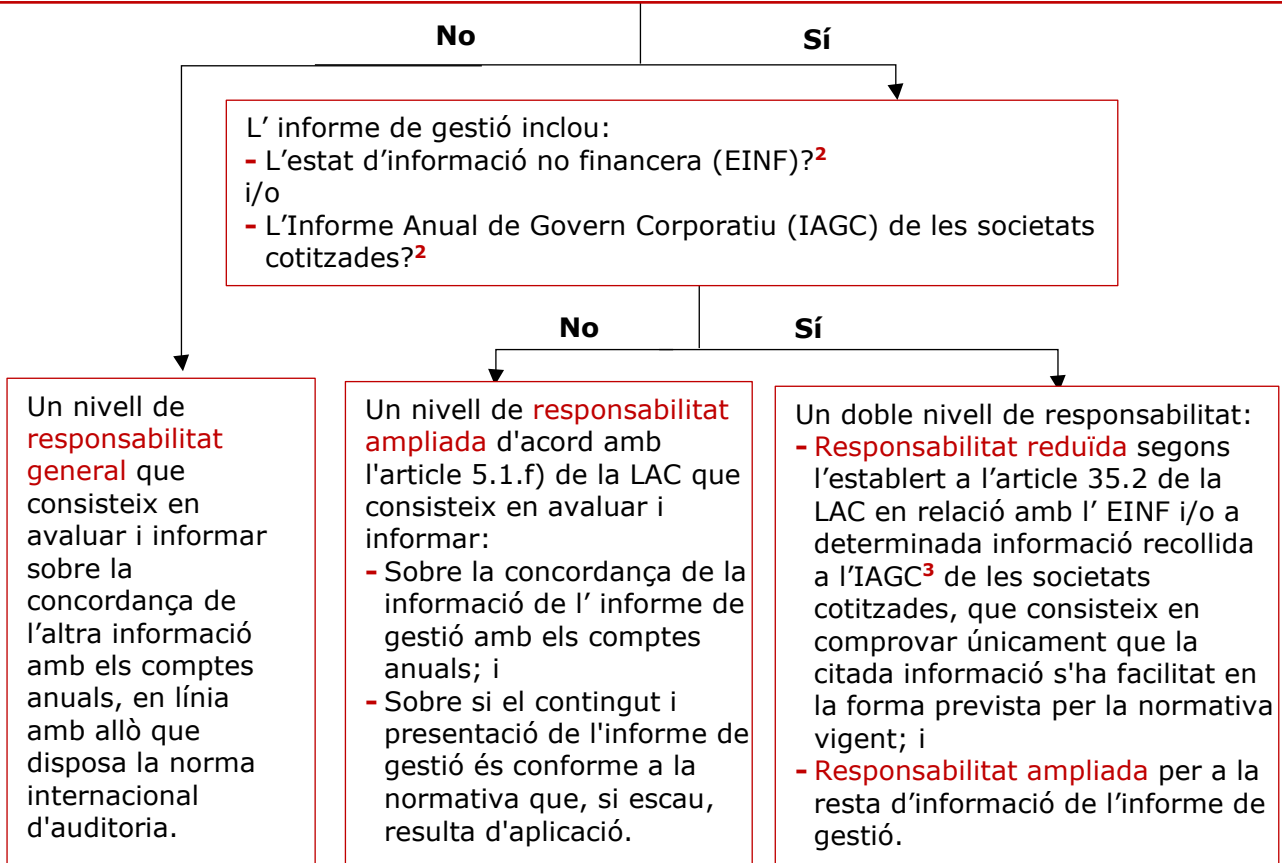 No
Sí
L’ informe de gestió inclou:
- L’estat d’informació no financera (EINF)?²
i/o
- L’Informe Anual de Govern Corporatiu (IAGC) de les societats
cotitzades?²
No
Sí
Un nivell de
responsabilitat
general que
consisteix en
avaluar i informar
sobre la
concordança de
l’altra informació
amb els comptes
anuals, en línia
amb allò que
disposa la norma
internacional
d'auditoria.
Un nivell de responsabilitat
ampliada d'acord amb
l'article 5.1.f) de la LAC que
consisteix en avaluar i
informar:
- Sobre la concordança de la
informació de l’ informe de
gestió amb els comptes
anuals; i
- Sobre si el contingut i
presentació de l'informe de
gestió és conforme a la
normativa que, si escau,
resulta d'aplicació.
Un doble nivell de responsabilitat:
- Responsabilitat reduïda segons
l’establert a l’article 35.2 de la
LAC en relació amb l’ EINF i/o a
determinada informació recollida
a l’IAGC³ de les societats
cotitzades, que consisteix en
comprovar únicament que la
citada informació s'ha facilitat en
la forma prevista per la normativa
vigent; i
- Responsabilitat ampliada per a la
resta d’informació de l’informe de
gestió.